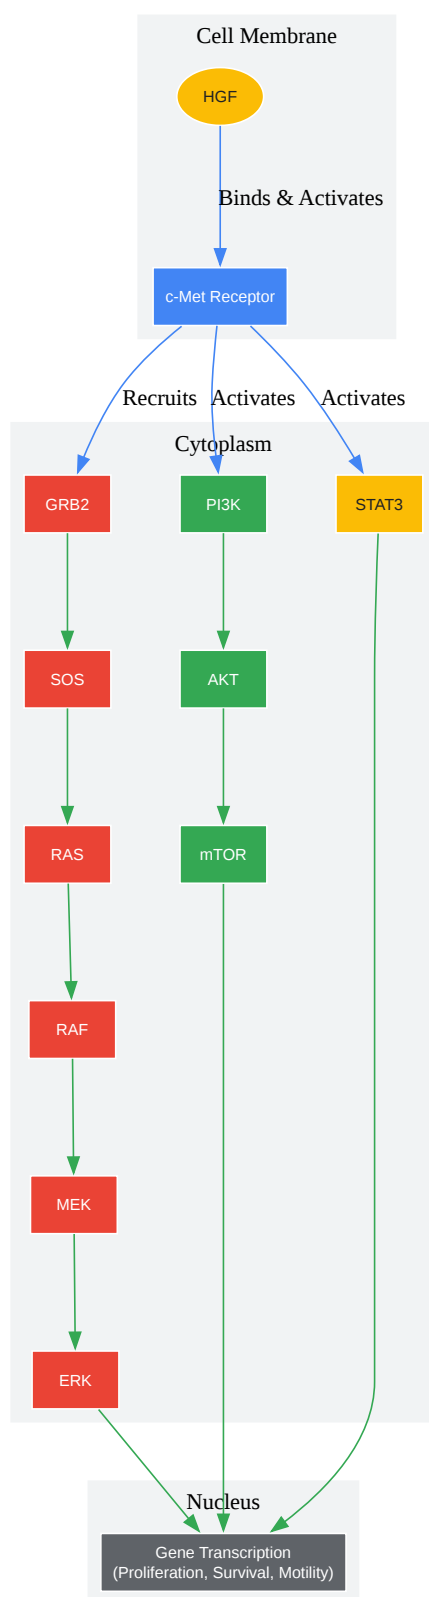 Cell Membrane
HGF
Binds & Activates
c-Met Receptor
Recruits
Activates
Activates
Cytoplasm
GRB2
PI3K
STAT3
SOS
AKT
RAS
mTOR
RAF
MEK
ERK
Nucleus
Gene Transcription
(Proliferation, Survival, Motility)